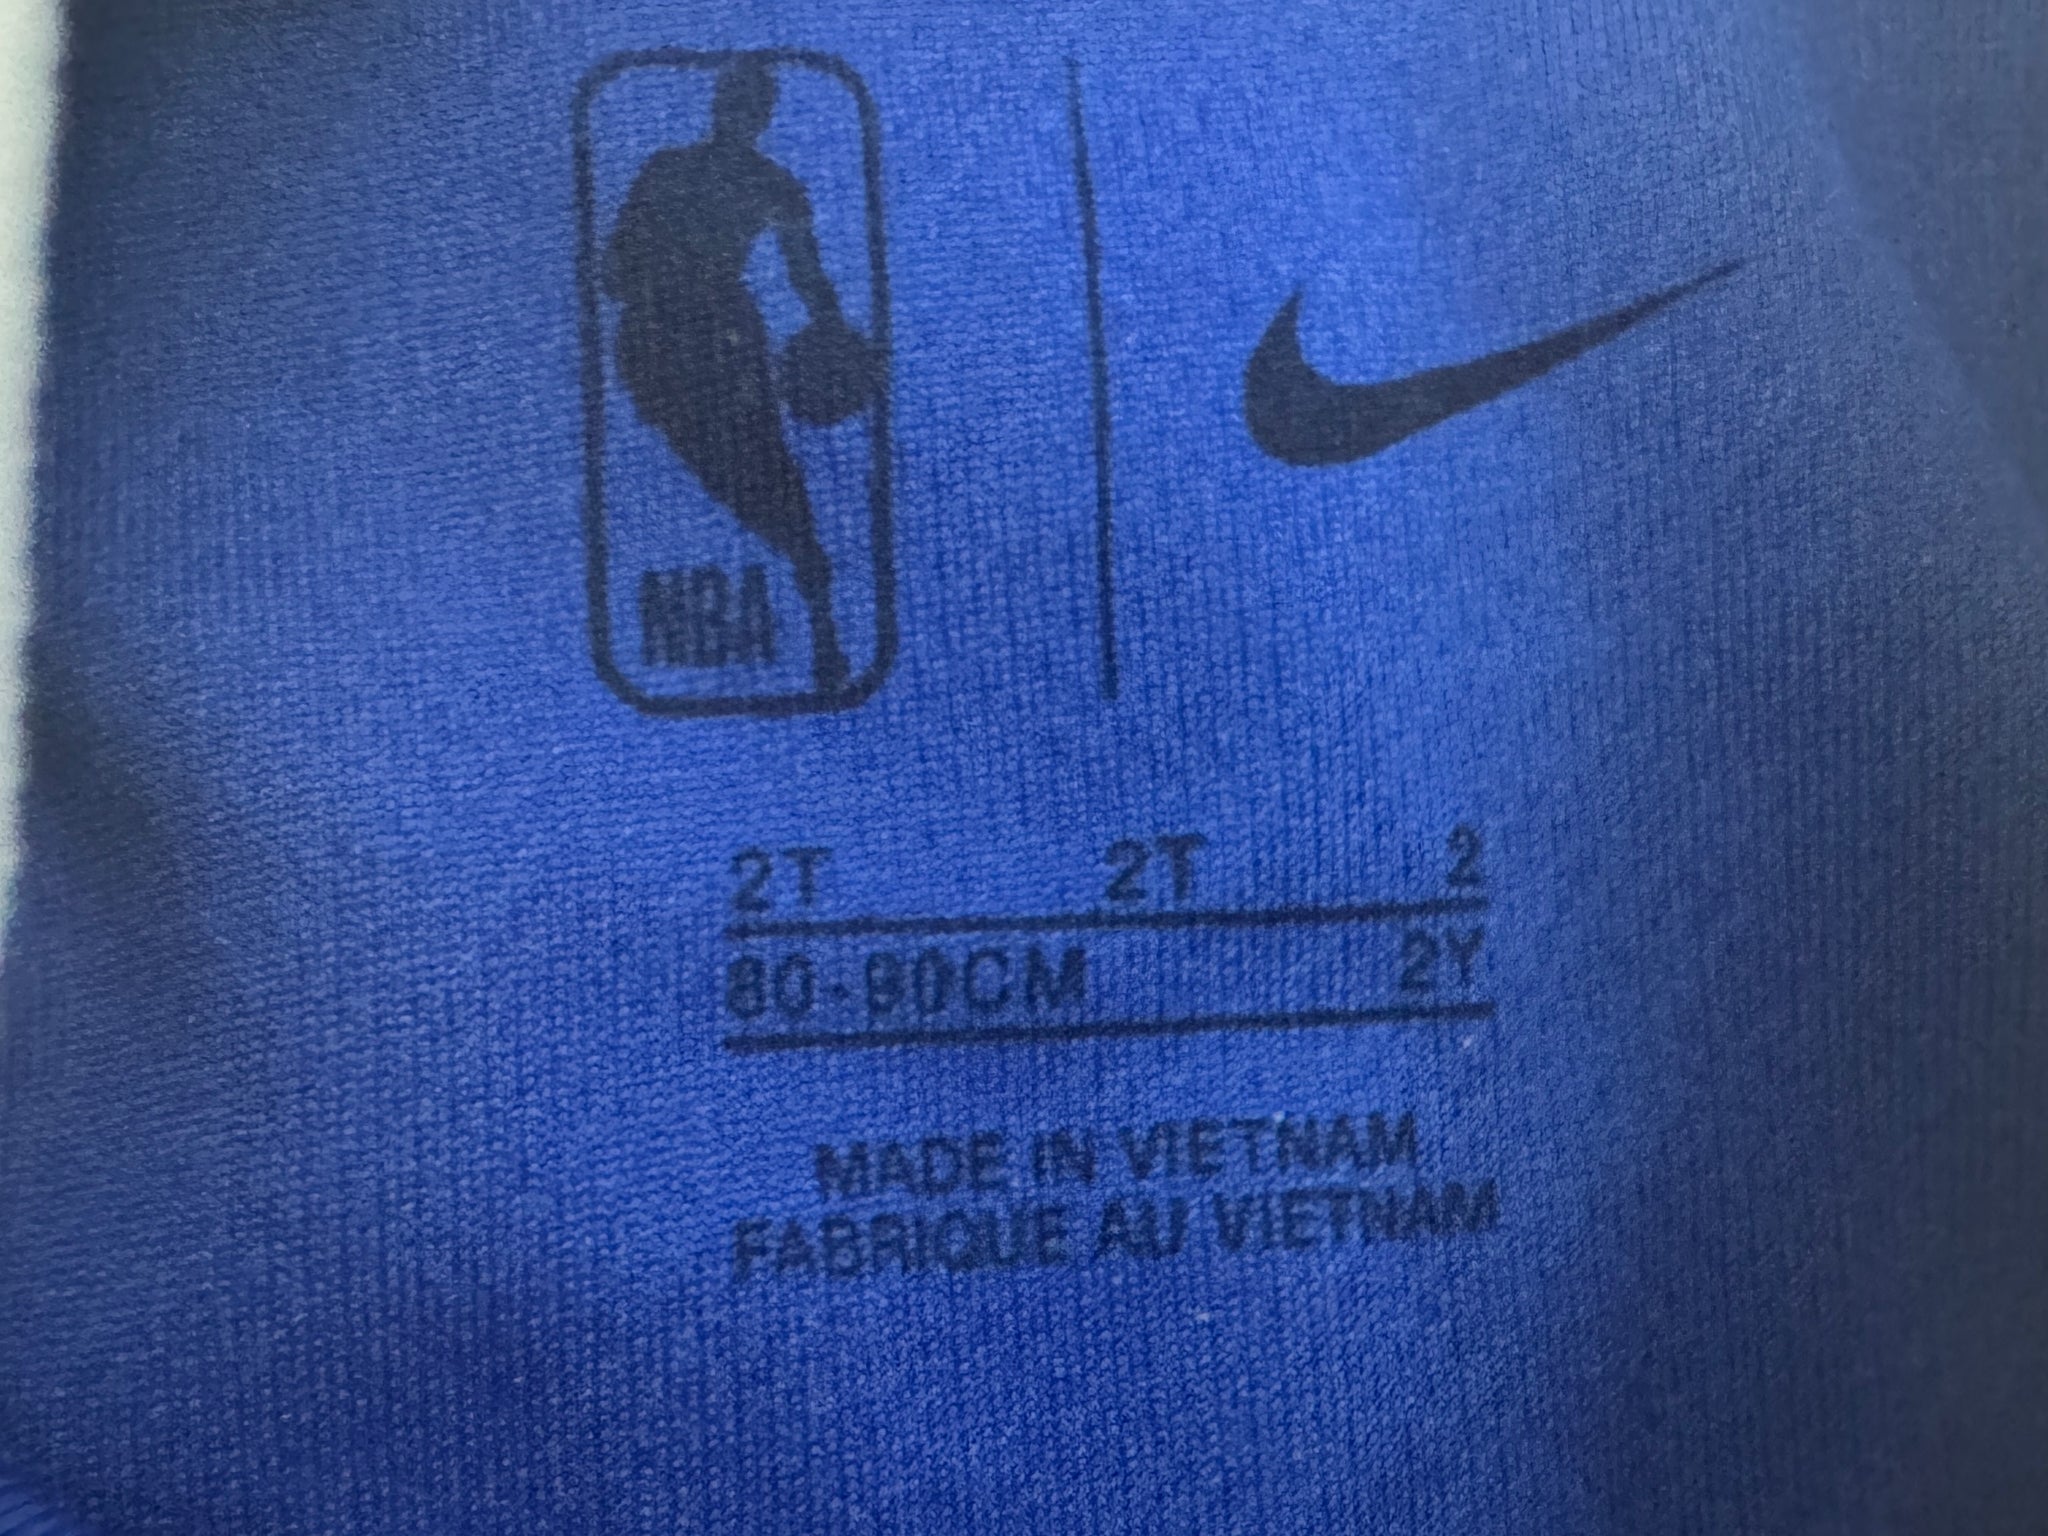 NBA
2T 2T 2
80-90CM 2Y
MADE IN VIETNAM
FABRIQUE AU VIETNAM